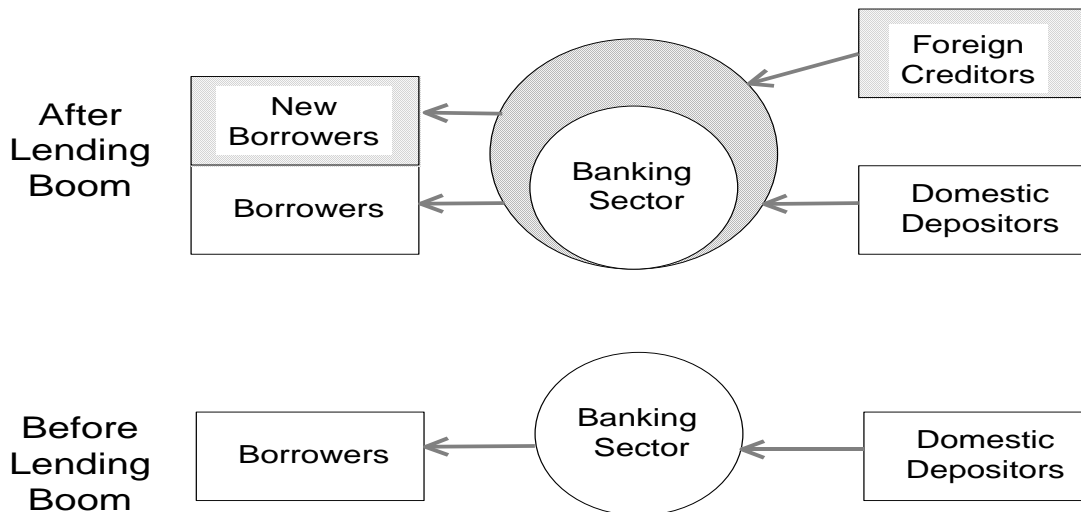 After
Lending
Boom
New
Borrowers
Borrowers
Banking
Sector
Foreign
Creditors
Domestic
Depositors
Before
Lending
Boom
Borrowers
Banking
Sector
Domestic
Depositors